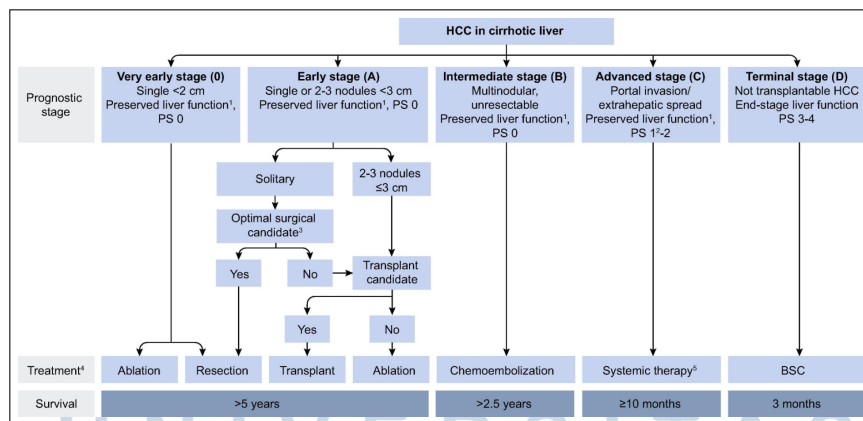 HCC in cirrhotic liver
Prognostic
stage
Very early stage (0)
Single <2 cm
Preserved liver function¹,
PS 0
Early stage (A)
Single or 2-3 nodules <3 cm
Preserved liver function¹, PS 0
Intermediate stage (B)
Multinodular,
unresectable
Preserved liver function¹,
PS 0
Advanced stage (C)
Portal invasion/
extrahepatic spread
Preserved liver function¹,
PS 1²-2
Terminal stage (D)
Not transplantable HCC
End-stage liver function
PS 3-4
Solitary
2-3 nodules
≤3 cm
Optimal surgical
candidate³
Yes
No
Transplant
candidate
Yes
No
Treatment⁴
Ablation
Resection
Transplant
Ablation
Chemoembolization
Systemic therapy⁵
BSC
Survival
>5 years
>2.5 years
≥10 months
3 months